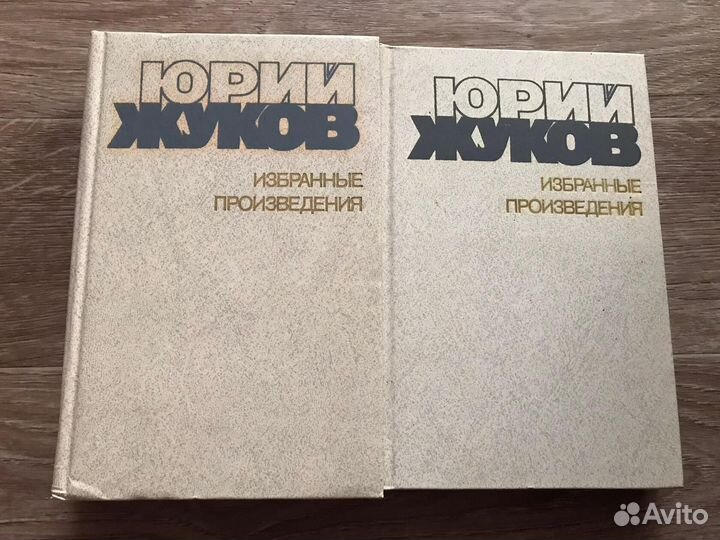 ЮРИЙ
ЖУКОВ
ИЗБРАННЫЕ
ПРОИЗВЕДЕНИЯ
ЮРИЙ
ЖУКОВ
ИЗБРАННЫЕ
ПРОИЗВЕДЕНИЯ
Avito